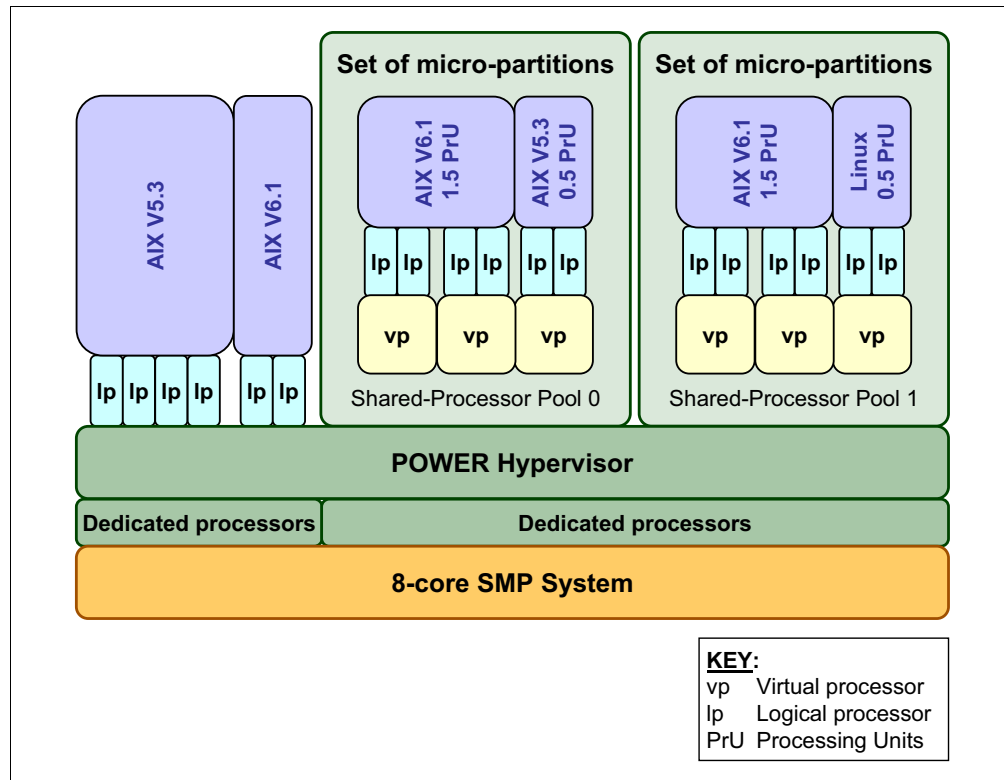 Set of micro-partitions
Set of micro-partitions
AIX V5.3
AIX V6.1
AIX V6.1
1.5 PrU
AIX V5.3
0.5 PrU
AIX V6.1
1.5 PrU
Linux
0.5 PrU
lp lp lp lp lp lp
lp lp lp lp lp lp
vp vp vp
vp vp vp
Shared-Processor Pool 0
Shared-Processor Pool 1
lp lp lp lp lp lp
POWER Hypervisor
Dedicated processors
Dedicated processors
8-core SMP System
KEY:
vp Virtual processor
lp Logical processor
PrU Processing Units